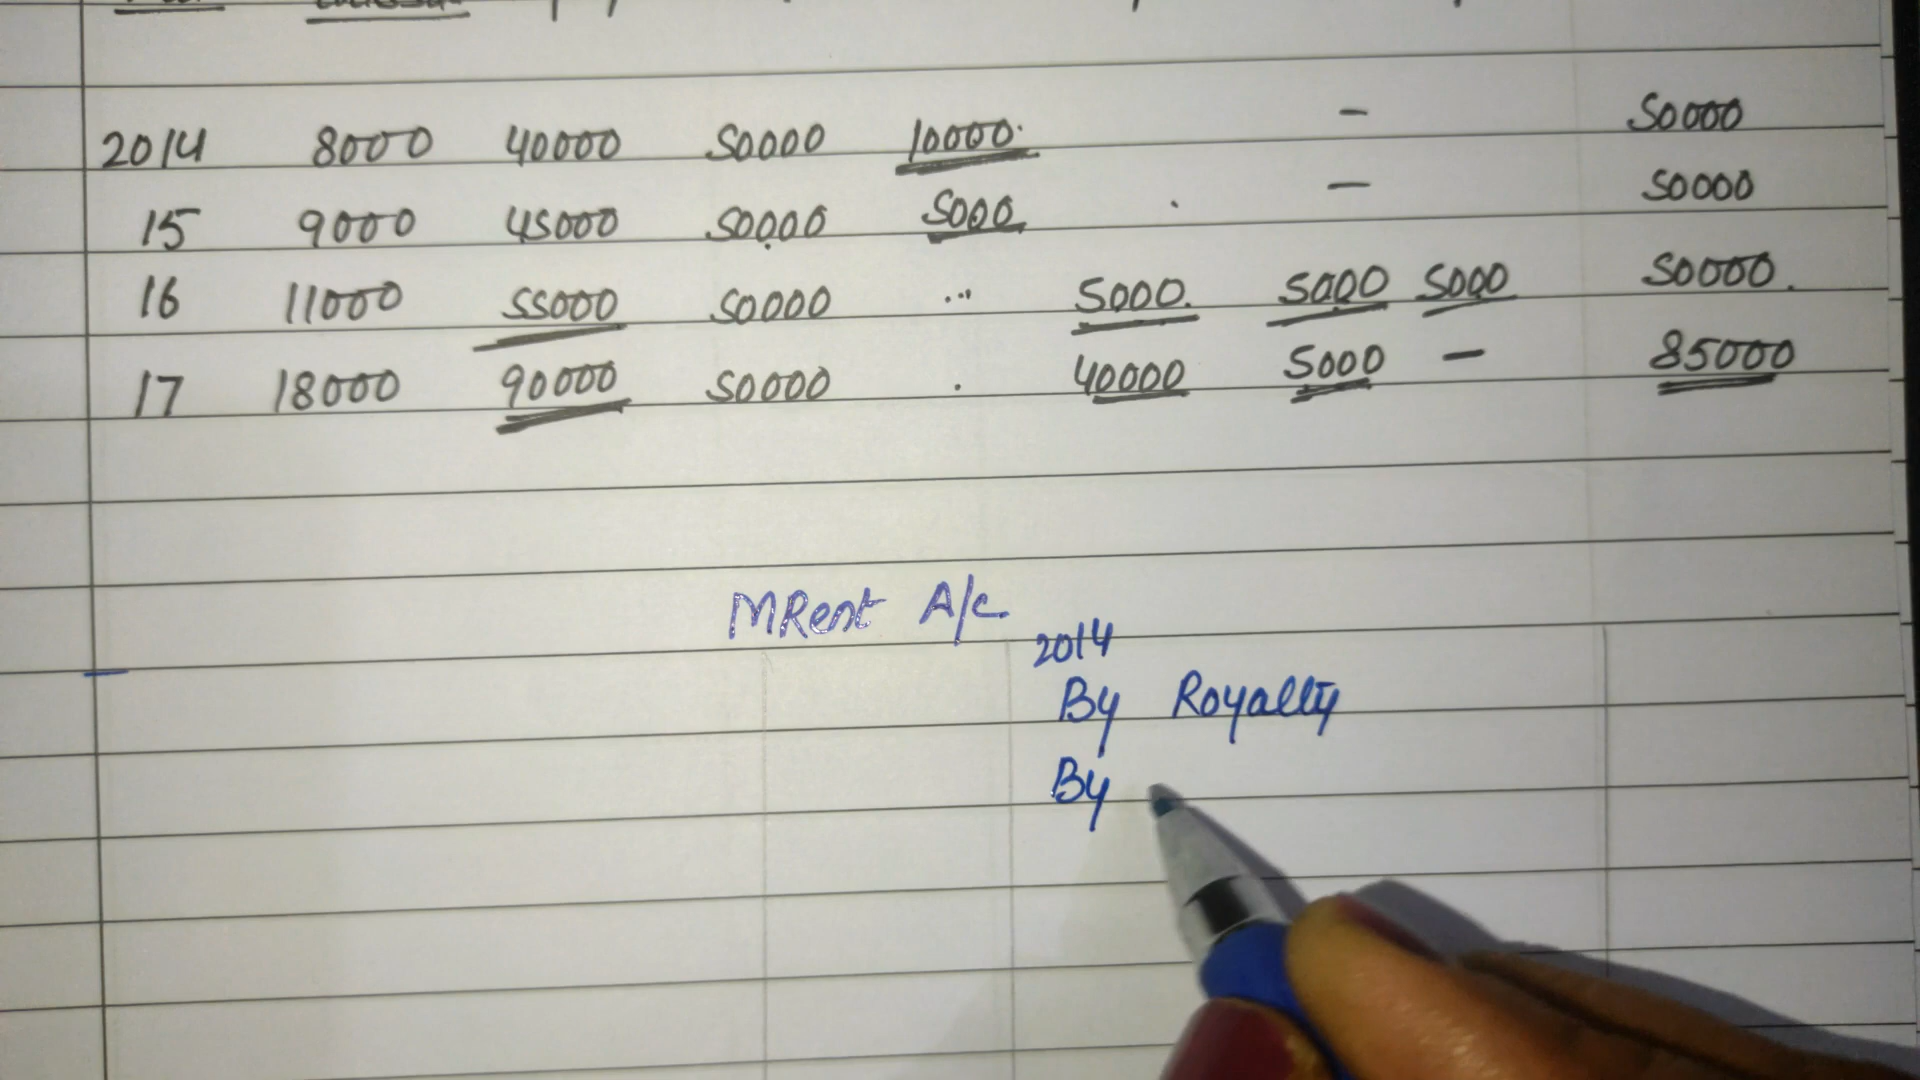 2014 8000 40000 50000 10000. - 50000
15 9000 45000 50000 5000 . - 50000
16 11000 55000 50000 ... 5000. 5000 5000 50000.
17 18000 90000 50000 . 40000 5000 - 85000
MRent A/c
2014
By Royalty
By